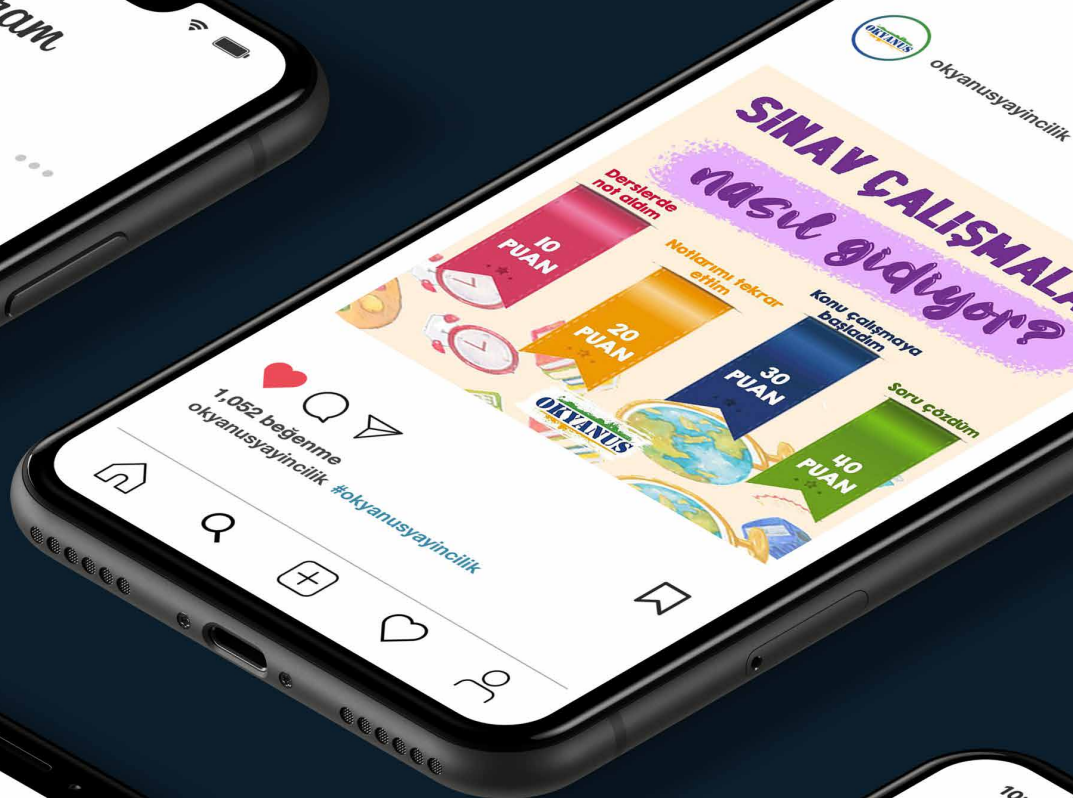 OKYANUS
okyanusyayincilik
SINAV ÇALIŞMALA
nasıl gidiyor?
Derslerde
not aldım
10
PUAN
Notlarımı tekrar
ettim
20
PUAN
Konu çalışmaya
başladım
30
PUAN
Soru çözdüm
40
PUAN
OKYANUS
1.052 beğenme
okyanusyayincilik #okyanusyayincilik